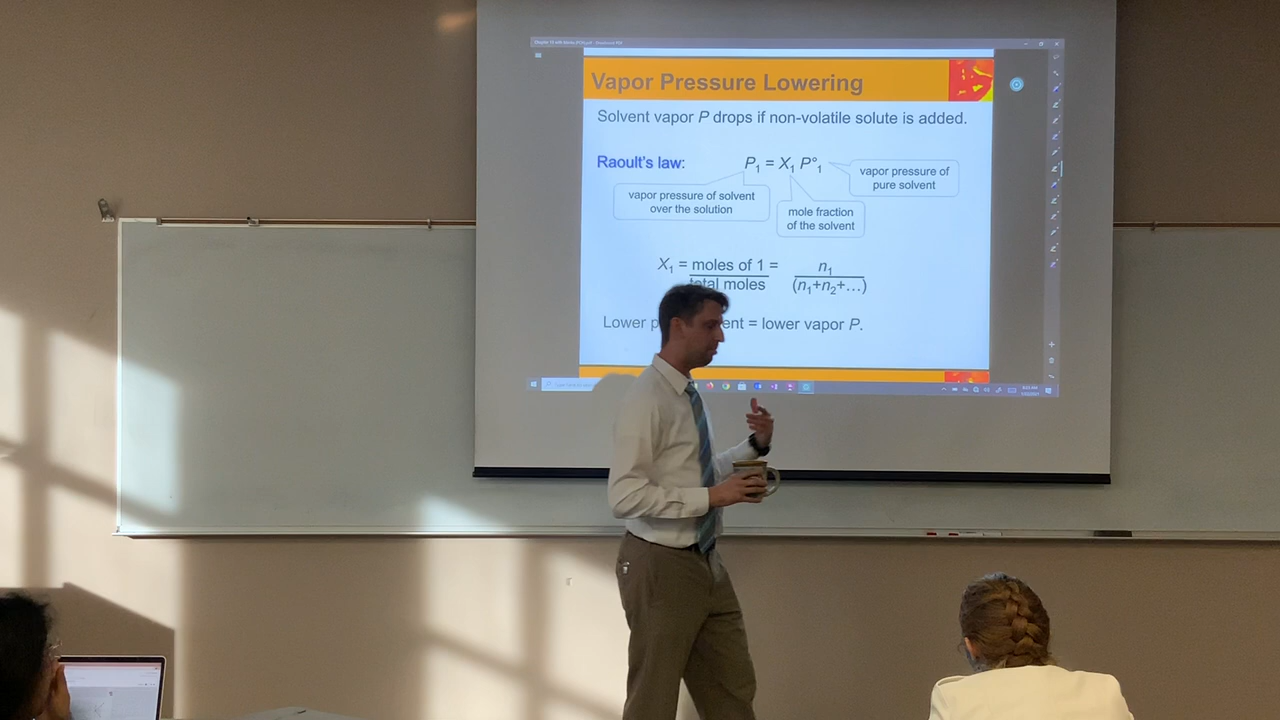 Vapor Pressure Lowering
Solvent vapor P drops if non-volatile solute is added.
Raoult's law: P₁ = X₁ P°₁
vapor pressure of
pure solvent
vapor pressure of solvent
over the solution
mole fraction
of the solvent
X₁ = moles of 1 = n₁
total moles (n₁+n₂+…)
Lower p ent = lower vapor P.